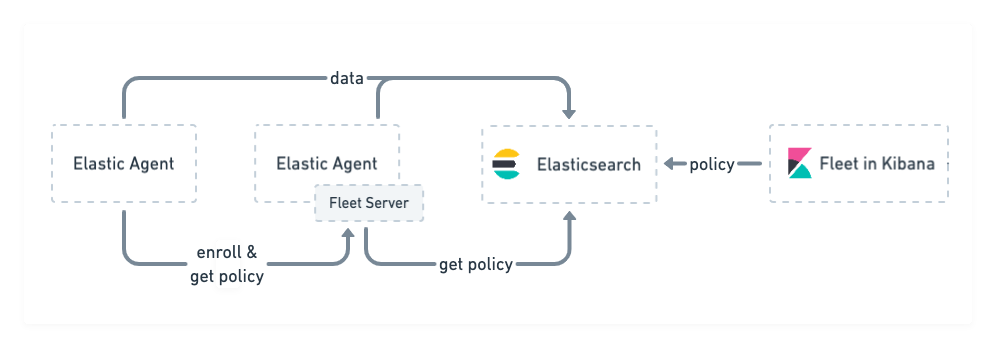 data
Elastic Agent
Elastic Agent
Elasticsearch
policy
Fleet in Kibana
Fleet Server
enroll &
get policy
get policy